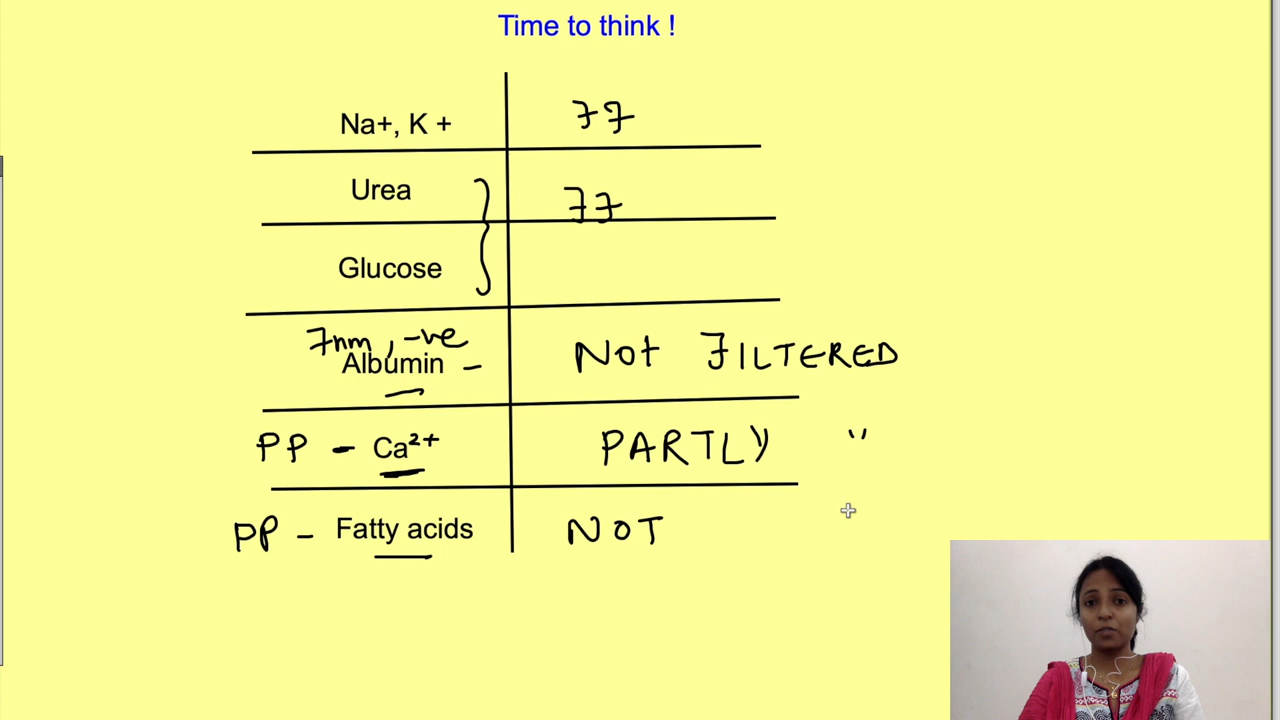 Time to think !
Na+, K + FF
Urea FF
Glucose
7nm, -ve
Albumin - Not FILTERED
PP - Ca²⁺ PARTLY "
PP - Fatty acids NOT